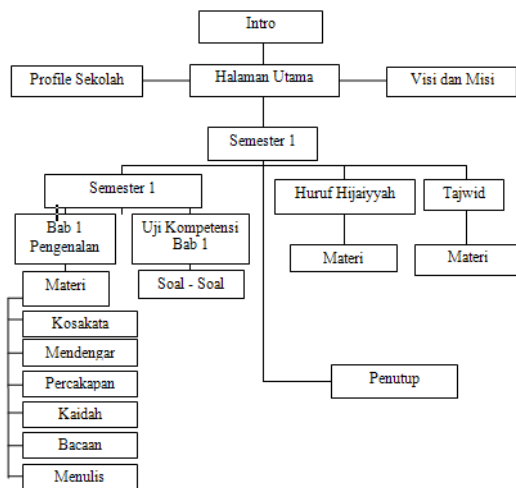 Intro
Profile Sekolah
Halaman Utama
Visi dan Misi
Semester 1
Semester 1
Huruf Hijaiyyah
Tajwid
Bab 1
Pengenalan
Uji Kompetensi
Bab 1
Materi
Materi
Materi
Soal - Soal
Kosakata
Mendengar
Percakapan
Kaidah
Bacaan
Menulis
Penutup